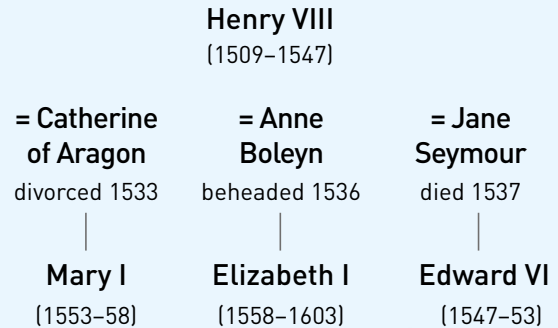 Henry VIII
(1509–1547)
= Catherine
of Aragon
divorced 1533
= Anne
Boleyn
beheaded 1536
= Jane
Seymour
died 1537
Mary I
(1553–58)
Elizabeth I
(1558–1603)
Edward VI
(1547–53)